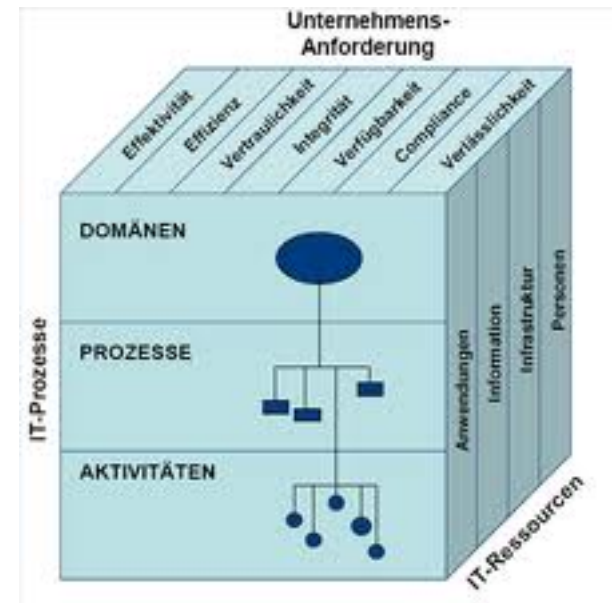 Unternehmens-
Anforderung
Effektivität
Effizienz
Vertraulichkeit
Integrität
Verfügbarkeit
Compliance
Verlässlichkeit
IT-Prozesse
DOMÄNEN
PROZESSE
AKTIVITÄTEN
Anwendungen
Information
Infrastruktur
Personen
IT-Ressourcen